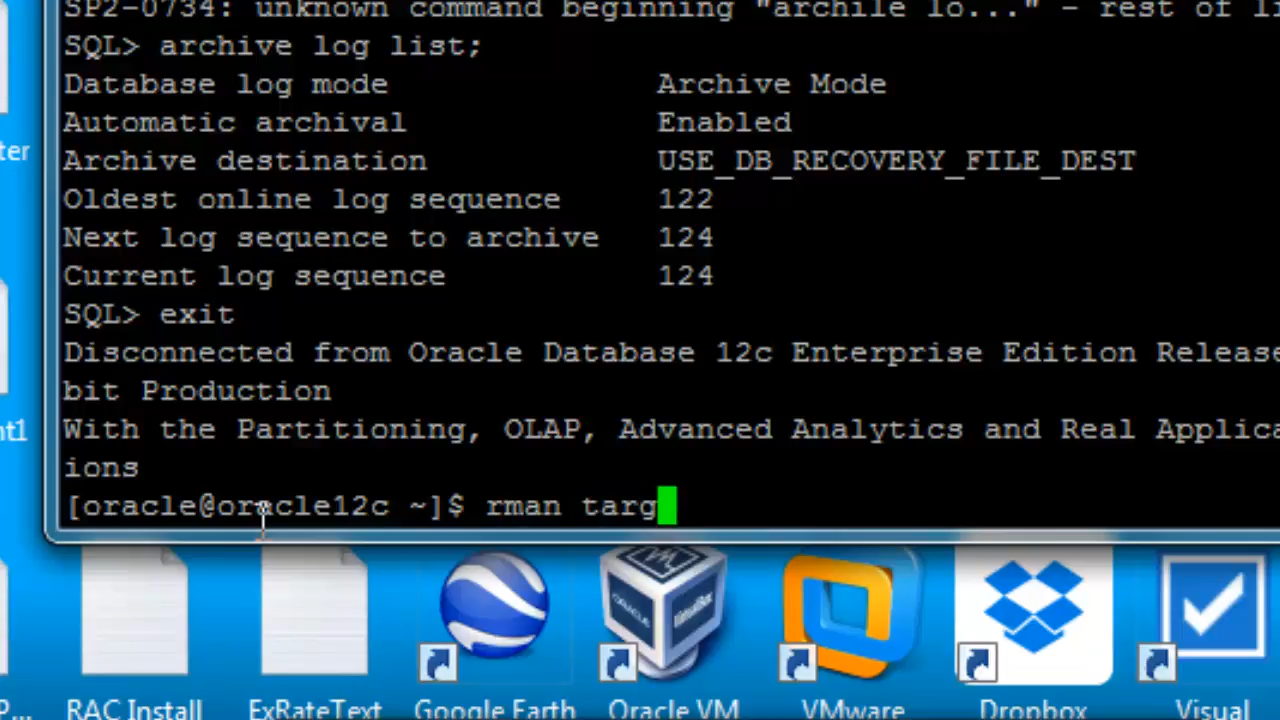 SP2-0734: unknown command beginning "archile lo..." - rest of li
SQL> archive log list;
Database log mode Archive Mode
Automatic archival Enabled
Archive destination USE_DB_RECOVERY_FILE_DEST
Oldest online log sequence 122
Next log sequence to archive 124
Current log sequence 124
SQL> exit
Disconnected from Oracle Database 12c Enterprise Edition Release
bit Production
With the Partitioning, OLAP, Advanced Analytics and Real Applica
ions
[oracle@oracle12c ~]$ rman targ
ter
nt1
P... RAC Install ExRateText Google Earth Oracle VM VMware Dropbox Visual
VirtualBox